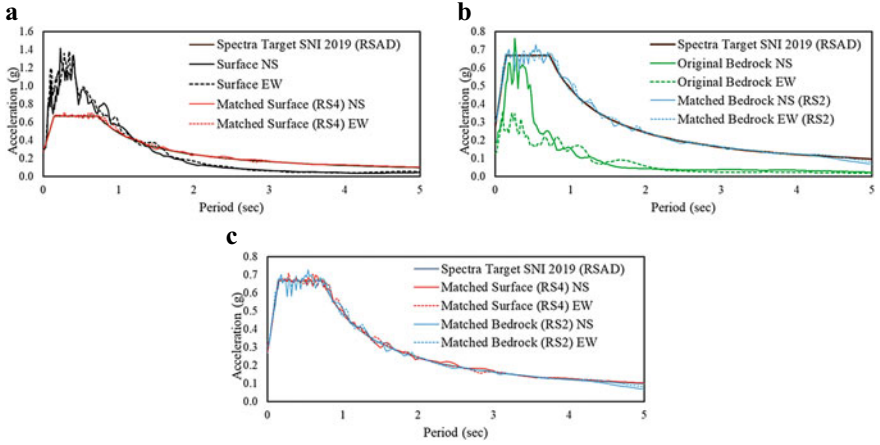 a
1.6
1.4
1.2
1.0
0.8
0.6
0.4
0.2
0.0
Acceleration (g)
0 1 2 3 4 5
Period (sec)
Spectra Target SNI 2019 (RSAD)
Surface NS
Surface EW
Matched Surface (RS4) NS
Matched Surface (RS4) EW
b
0.8
0.7
0.6
0.5
0.4
0.3
0.2
0.1
0.0
Acceleration (g)
0 1 2 3 4 5
Period (sec)
Spectra Target SNI 2019 (RSAD)
Original Bedrock NS
Original Bedrock EW
Matched Bedrock NS (RS2)
Matched Bedrock EW (RS2)
c
0.8
0.7
0.6
0.5
0.4
0.3
0.2
0.1
0.0
Acceleration (g)
0 1 2 3 4 5
Period (sec)
Spectra Target SNI 2019 (RSAD)
Matched Surface (RS4) NS
Matched Surface (RS4) EW
Matched Bedrock (RS2) NS
Matched Bedrock (RS2) EW